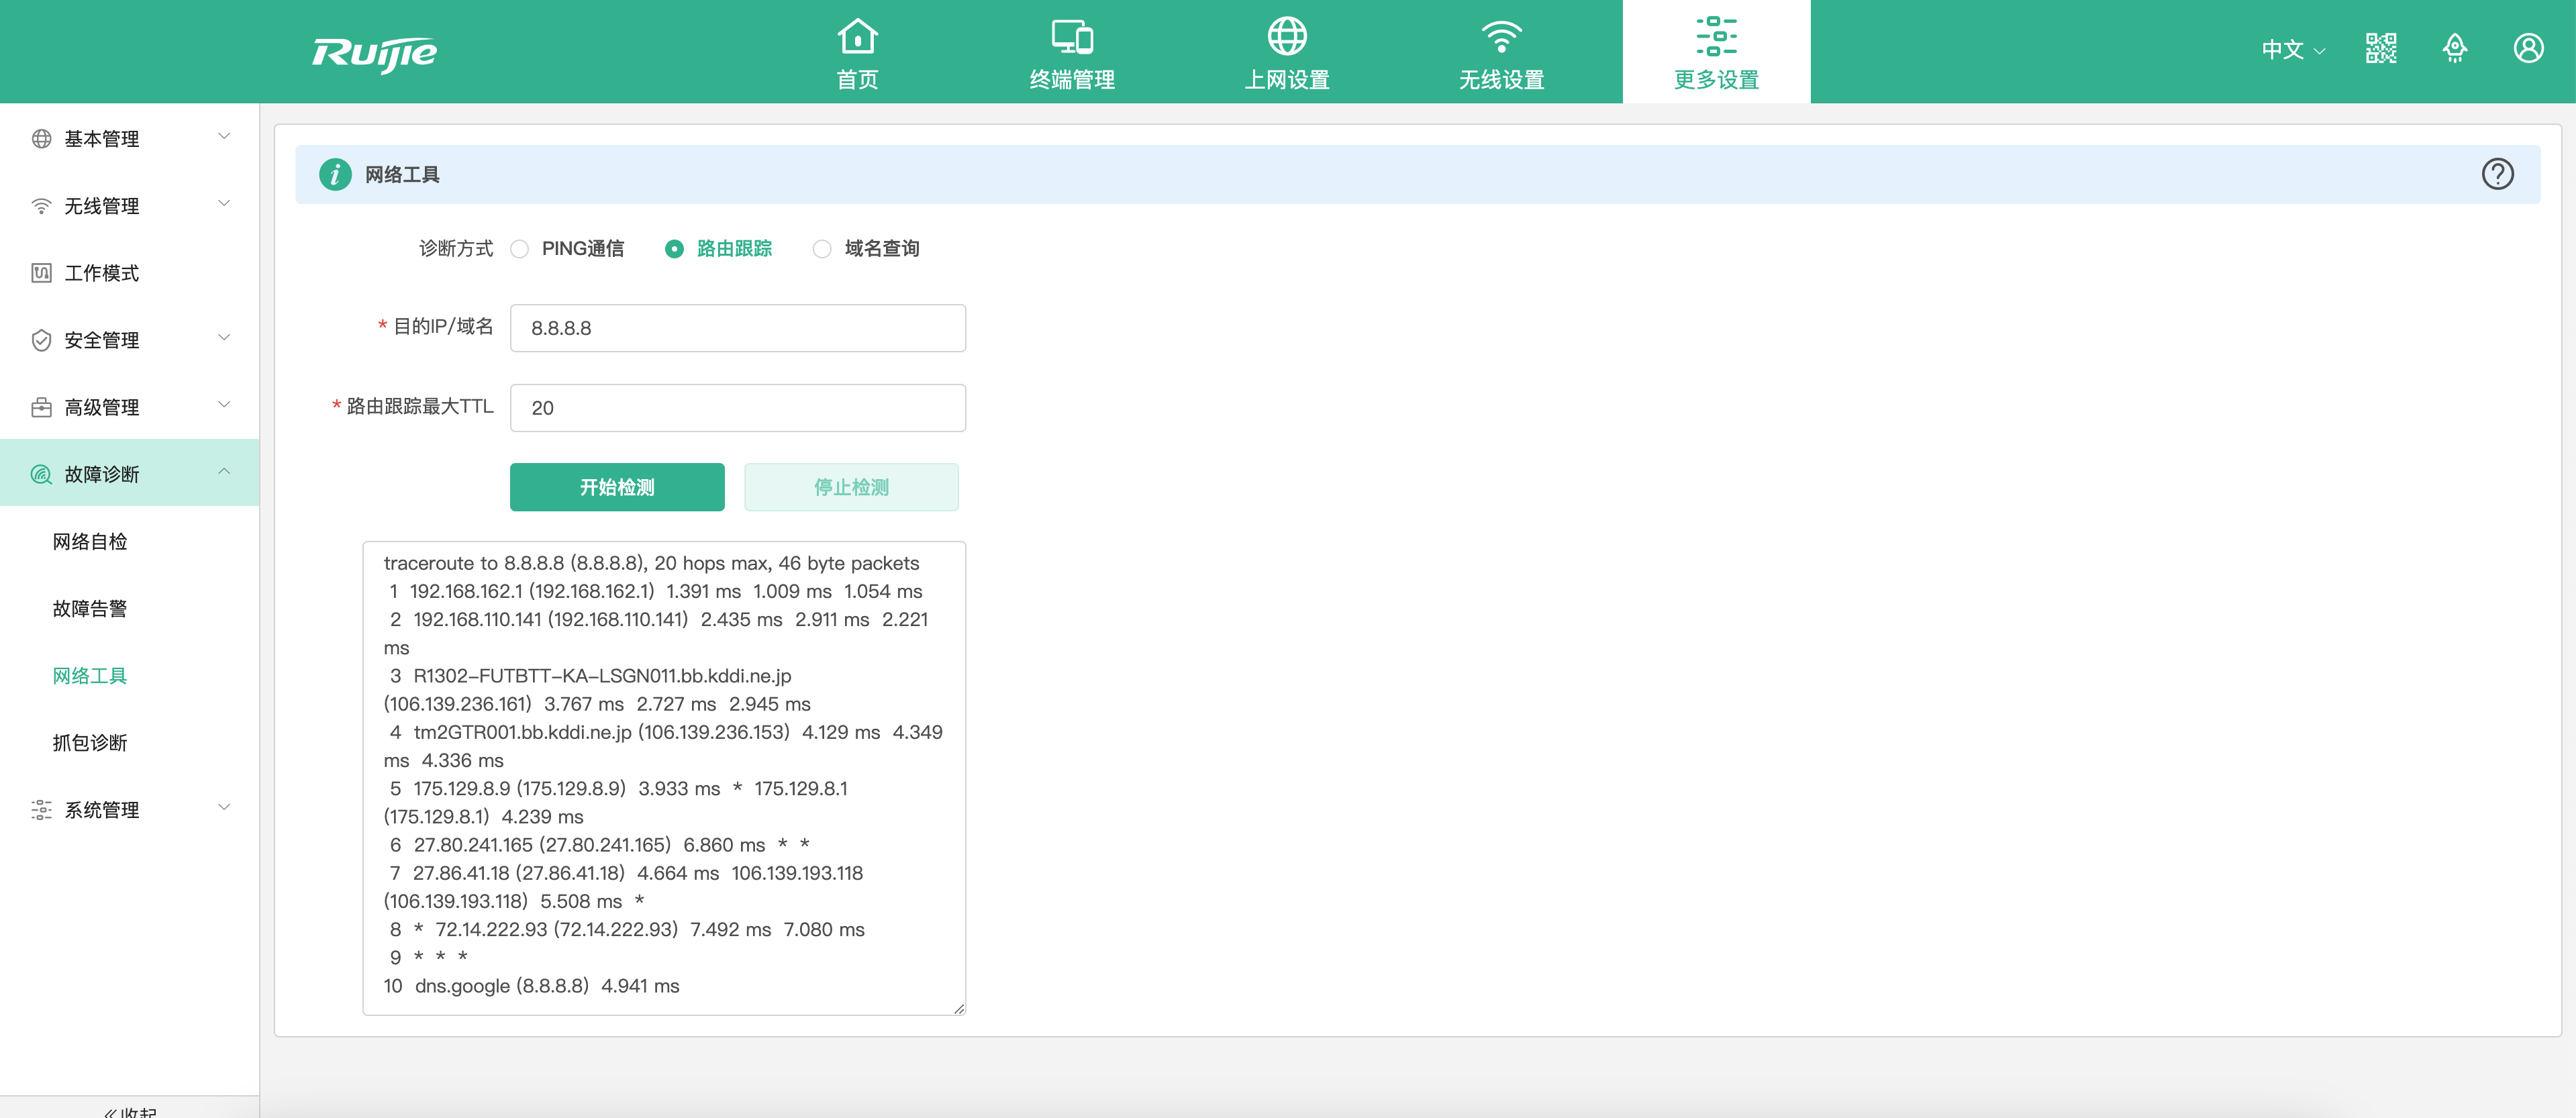 Ruijie
首页
终端管理
上网设置
无线设置
更多设置
中文
基本管理
无线管理
工作模式
安全管理
高级管理
故障诊断
网络自检
故障告警
网络工具
抓包诊断
系统管理
收起
网络工具
诊断方式 PING通信 路由跟踪 域名查询
* 目的IP/域名 8.8.8.8
* 路由跟踪最大TTL 20
开始检测 停止检测
traceroute to 8.8.8.8 (8.8.8.8), 20 hops max, 46 byte packets
1 192.168.162.1 (192.168.162.1) 1.391 ms 1.009 ms 1.054 ms
2 192.168.110.141 (192.168.110.141) 2.435 ms 2.911 ms 2.221
ms
3 R1302-FUTBTT-KA-LSGN011.bb.kddi.ne.jp
(106.139.236.161) 3.767 ms 2.727 ms 2.945 ms
4 tm2GTR001.bb.kddi.ne.jp (106.139.236.153) 4.129 ms 4.349
ms 4.336 ms
5 175.129.8.9 (175.129.8.9) 3.933 ms * 175.129.8.1
(175.129.8.1) 4.239 ms
6 27.80.241.165 (27.80.241.165) 6.860 ms * *
7 27.86.41.18 (27.86.41.18) 4.664 ms 106.139.193.118
(106.139.193.118) 5.508 ms *
8 * 72.14.222.93 (72.14.222.93) 7.492 ms 7.080 ms
9 * * *
10 dns.google (8.8.8.8) 4.941 ms